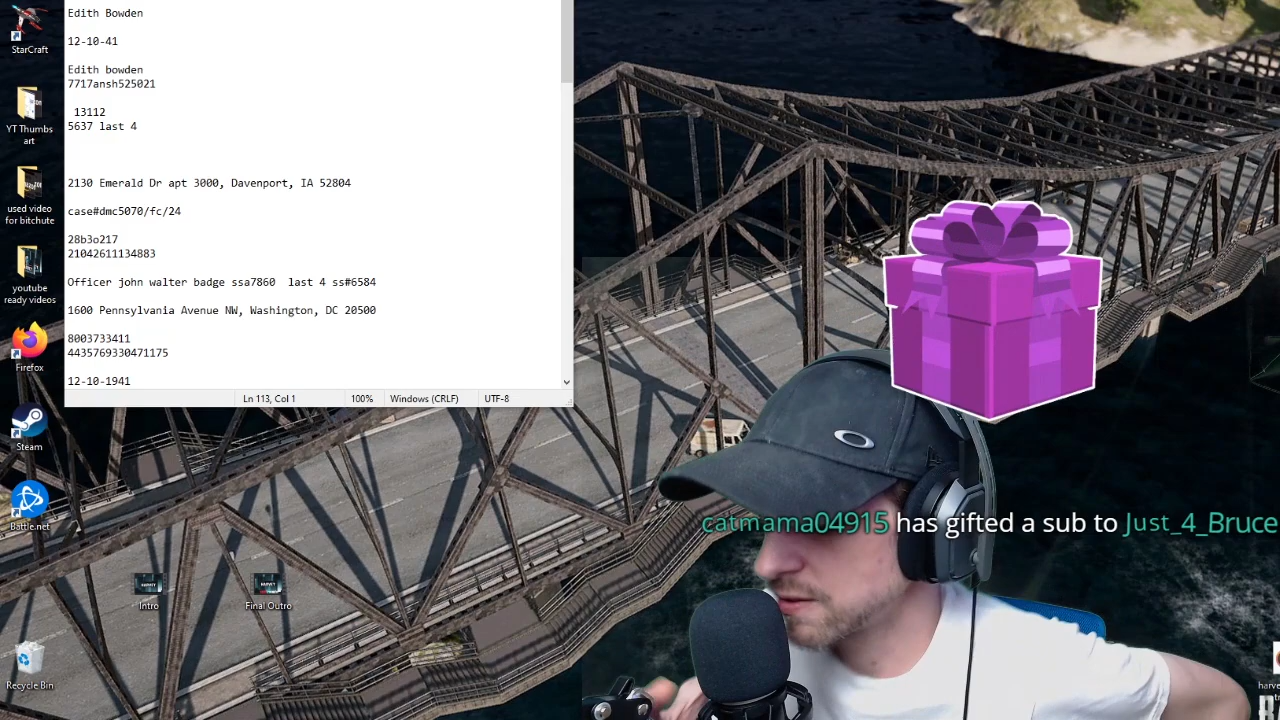 Edith Bowden
12-10-41
Edith bowden
7717ansh525021
13112
5637 last 4
2130 Emerald Dr apt 3000, Davenport, IA 52804
case#dmc5070/fc/24
28b3o217
21042611134883
Officer john walter badge ssa7860  last 4 ss#6584
1600 Pennsylvania Avenue NW, Washington, DC 20500
8003733411
4435769330471175
12-10-1941
Ln 113, Col 1
100%
Windows (CRLF)
UTF-8
StarCraft
YT Thumbs
art
used video
for bitchute
youtube
ready videos
Firefox
Steam
Battle.net
Recycle Bin
Intro
Final Outro
catmama04915 has gifted a sub to Just_4_Bruce